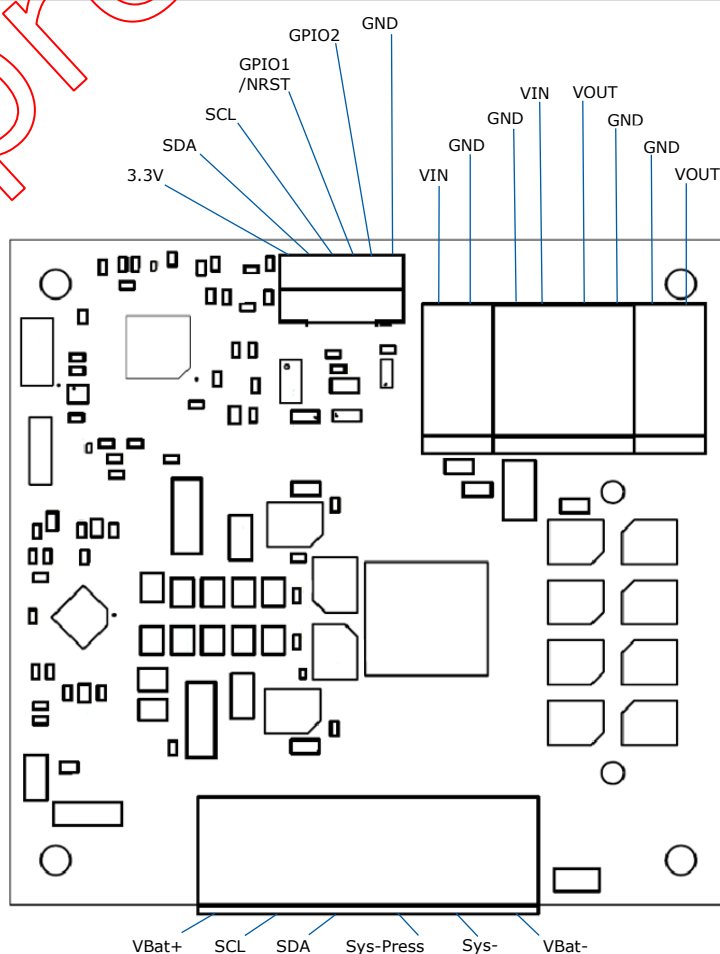 GND
GPIO2
GPIO1
/NRST
SCL
SDA
3.3V
VIN
VOUT
GND
GND
GND
GND
VIN
VOUT
VBat+
SCL
SDA
Sys-Press
Sys-
VBat-